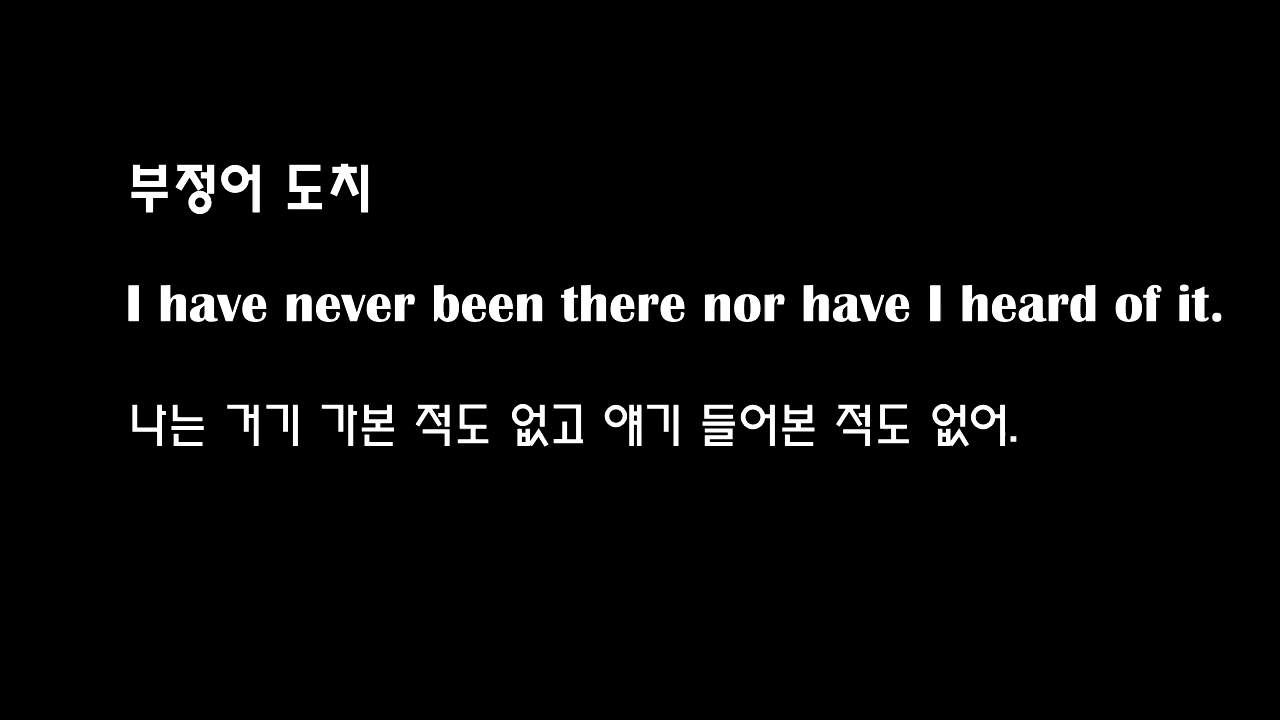 부정어 도치
I have never been there nor have I heard of it.
나는 거기 가본 적도 없고 얘기 들어본 적도 없어.